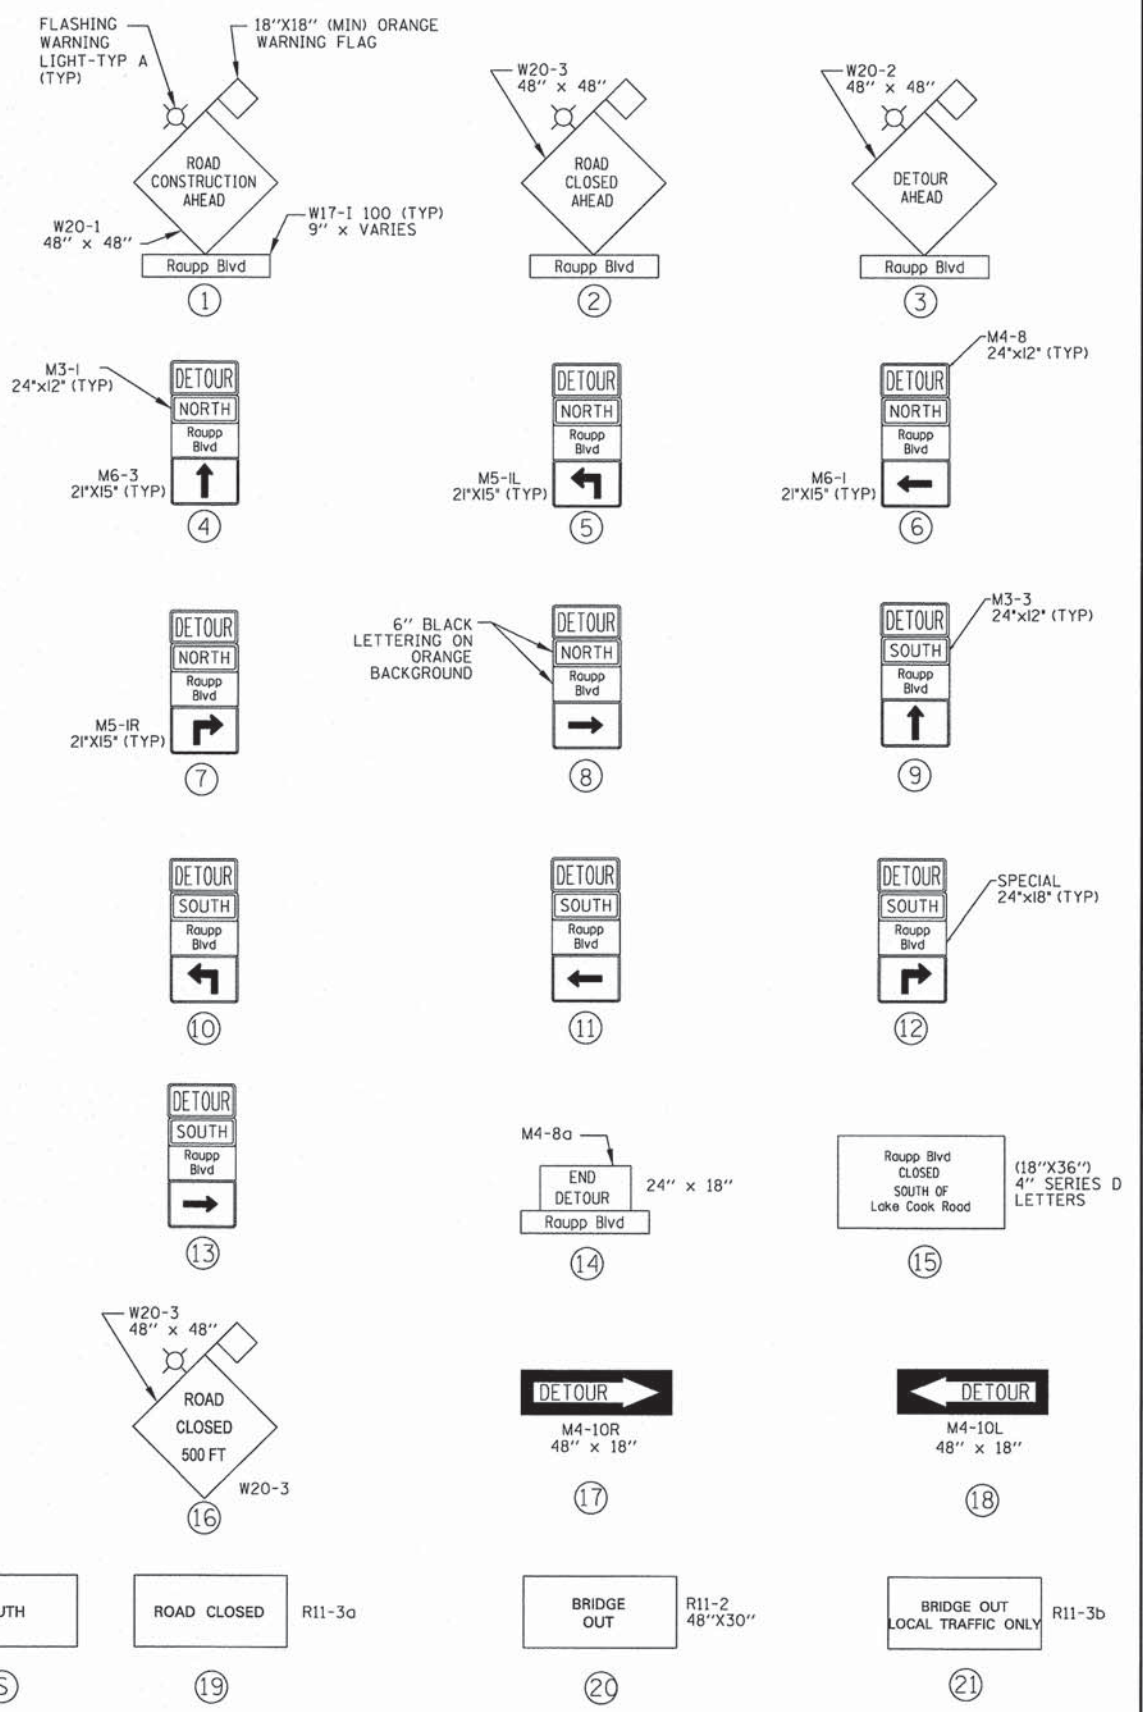 FLASHING
WARNING
LIGHT-TYP A
(TYP)
18"X18" (MIN) ORANGE
WARNING FLAG
ROAD
CONSTRUCTION
AHEAD
W20-1
48" x 48"
W17-I 100 (TYP)
9" x VARIES
Raupp Blvd
1
W20-3
48" x 48"
ROAD
CLOSED
AHEAD
Raupp Blvd
2
W20-2
48" x 48"
DETOUR
AHEAD
Raupp Blvd
3
M3-1
24"x12" (TYP)
DETOUR
NORTH
Raupp
Blvd
M6-3
21"X15" (TYP)
4
DETOUR
NORTH
Raupp
Blvd
M5-1L
21"X15" (TYP)
5
M4-8
24"x12" (TYP)
DETOUR
NORTH
Raupp
Blvd
M6-1
21"X15" (TYP)
6
DETOUR
NORTH
Raupp
Blvd
M5-1R
21"X15" (TYP)
7
6" BLACK
LETTERING ON
ORANGE
BACKGROUND
DETOUR
NORTH
Raupp
Blvd
8
M3-3
24"x12" (TYP)
DETOUR
SOUTH
Raupp
Blvd
9
DETOUR
SOUTH
Raupp
Blvd
10
DETOUR
SOUTH
Raupp
Blvd
11
DETOUR
SOUTH
Raupp
Blvd
SPECIAL
24"x18" (TYP)
12
DETOUR
SOUTH
Raupp
Blvd
13
M4-8a
END
DETOUR
24" x 18"
Raupp Blvd
14
Raupp Blvd
CLOSED
SOUTH OF
Lake Cook Road
(18"X36")
4" SERIES D
LETTERS
15
W20-3
48" x 48"
ROAD
CLOSED
500 FT
W20-3
16
DETOUR
M4-10R
48" x 18"
17
DETOUR
M4-10L
48" x 18"
18
UTH
S
ROAD CLOSED
R11-3a
19
BRIDGE
OUT
R11-2
48"X30"
20
BRIDGE OUT
LOCAL TRAFFIC ONLY
R11-3b
21